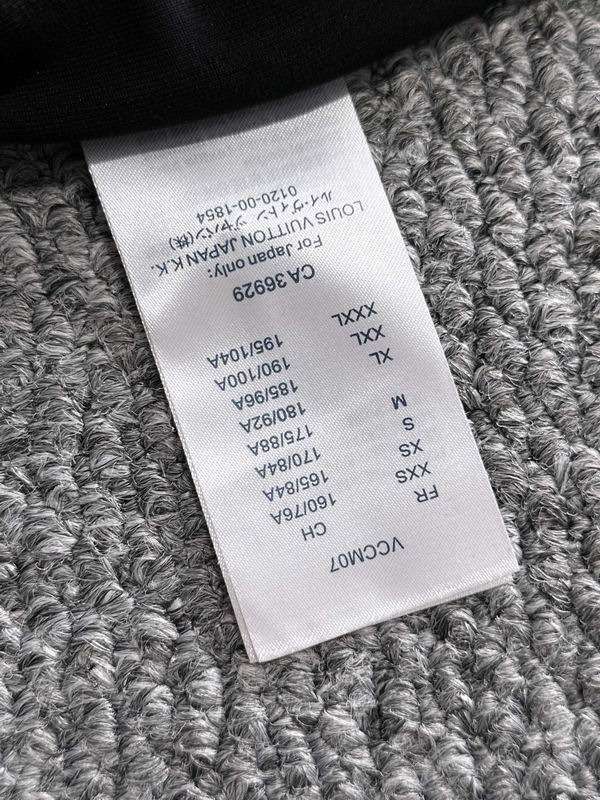 VCCM07
FR CH
XXS 160/76A
XS 165/84A
S 170/84A
M 175/88A
180/92A
XL 185/96A
XXL 190/100A
XXXL 195/104A
CA 36929
For Japan only:
LOUIS VUITTON JAPAN K.K.
ルイ・ヴィトン ジャパン(株)
0120-00-1854